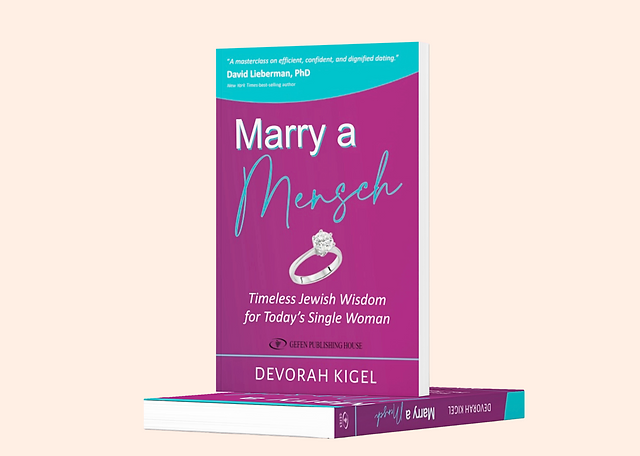 "A masterclass on efficient, confident, and dignified dating."
David Lieberman, PhD
New York Times best-selling author
Marry a
Mensch
Timeless Jewish Wisdom
for Today's Single Woman
GEFEN PUBLISHING HOUSE
DEVORAH KIGEL
GEFEN
Marry a Mensch
DEVORAH KIGEL